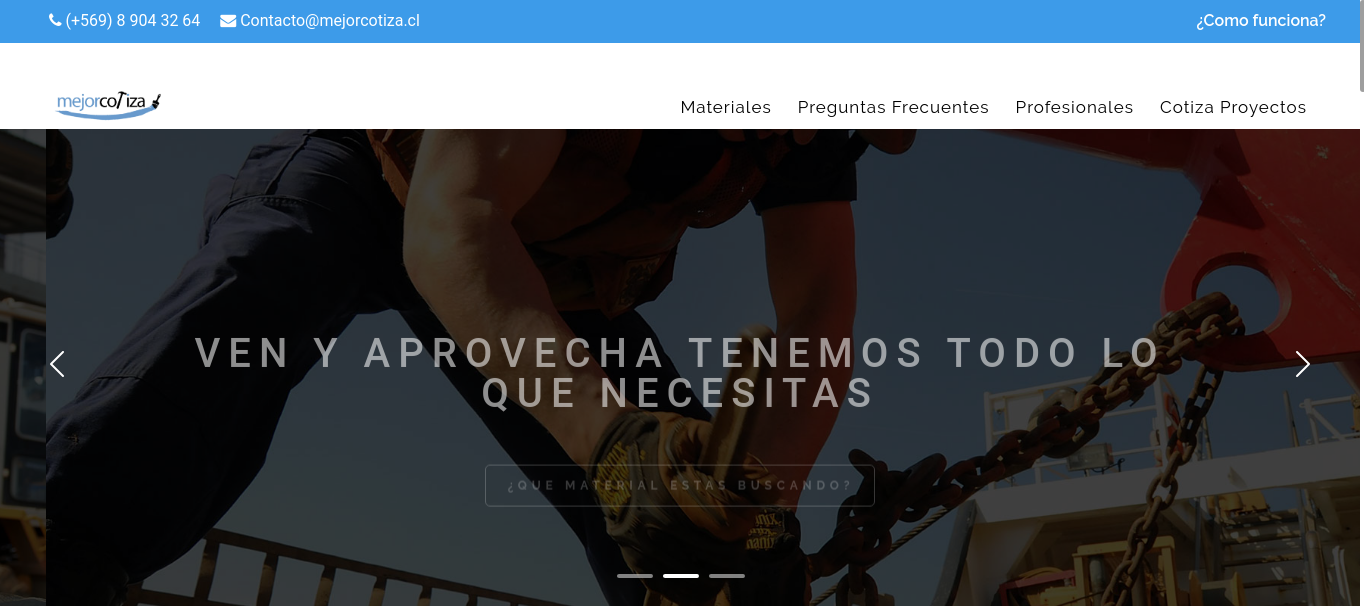 (+569) 8 904 32 64 Contacto@mejorcotiza.cl ¿Como funciona?
mejorcoTiza
Materiales Preguntas Frecuentes Profesionales Cotiza Proyectos
VEN Y APROVECHA TENEMOS TODO LO
QUE NECESITAS
¿QUE MATERIAL ESTÁS BUSCANDO?